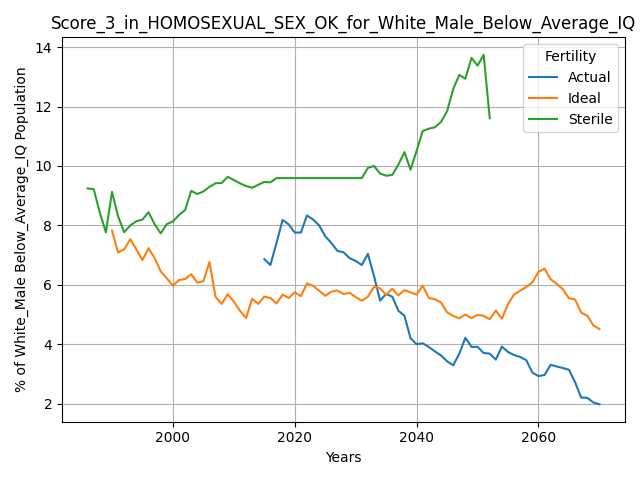 Score_3_in_HOMOSEXUAL_SEX_OK_for_White_Male_Below_Average_IQ
% of White_Male Below_Average_IQ Population
14
12
10
8
6
4
2
Fertility
Actual
Ideal
Sterile
2000 2020 2040 2060
Years